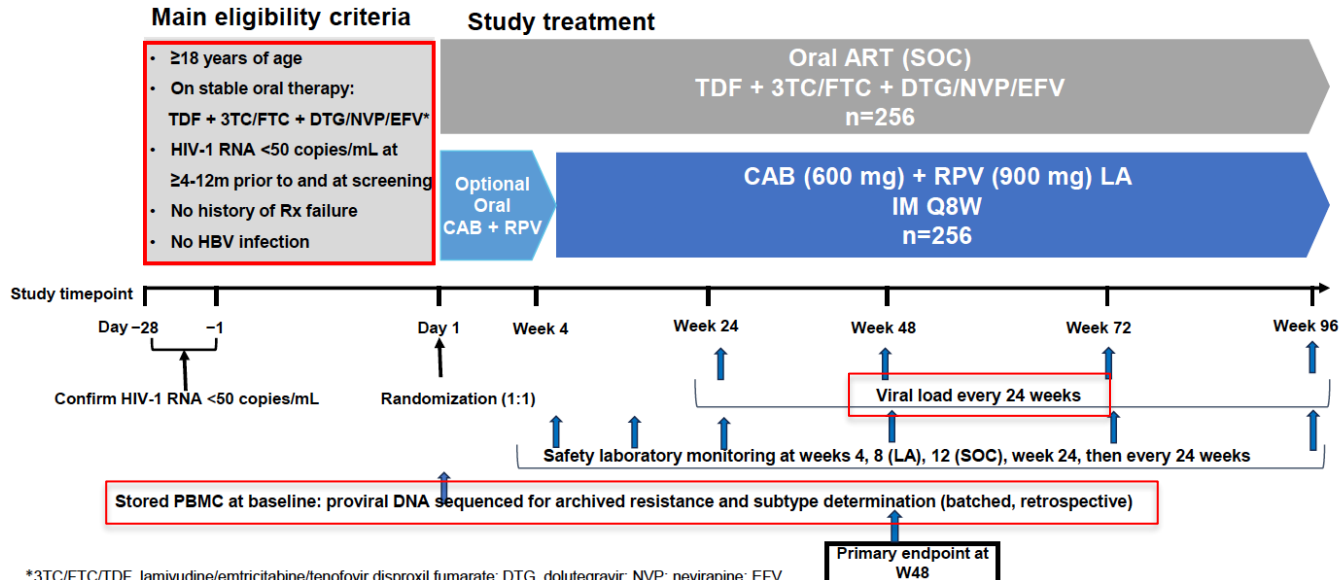 Main eligibility criteria
Study treatment
• ≥18 years of age
• On stable oral therapy:
TDF + 3TC/FTC + DTG/NVP/EFV*
• HIV-1 RNA <50 copies/mL at
≥4-12m prior to and at screening
• No history of Rx failure
• No HBV infection
Oral ART (SOC)
TDF + 3TC/FTC + DTG/NVP/EFV
n=256
Optional
Oral
CAB + RPV
CAB (600 mg) + RPV (900 mg) LA
IM Q8W
n=256
Study timepoint
Day –28
–1
Day 1
Week 4
Week 24
Week 48
Week 72
Week 96
Confirm HIV-1 RNA <50 copies/mL
Randomization (1:1)
Viral load every 24 weeks
Safety laboratory monitoring at weeks 4, 8 (LA), 12 (SOC), week 24, then every 24 weeks
Stored PBMC at baseline: proviral DNA sequenced for archived resistance and subtype determination (batched, retrospective)
Primary endpoint at
W48
*3TC/FTC/TDF, lamivudine/emtricitabine/tenofovir disproxil fumarate; DTG, dolutegravir; NVP; nevirapine; EFV